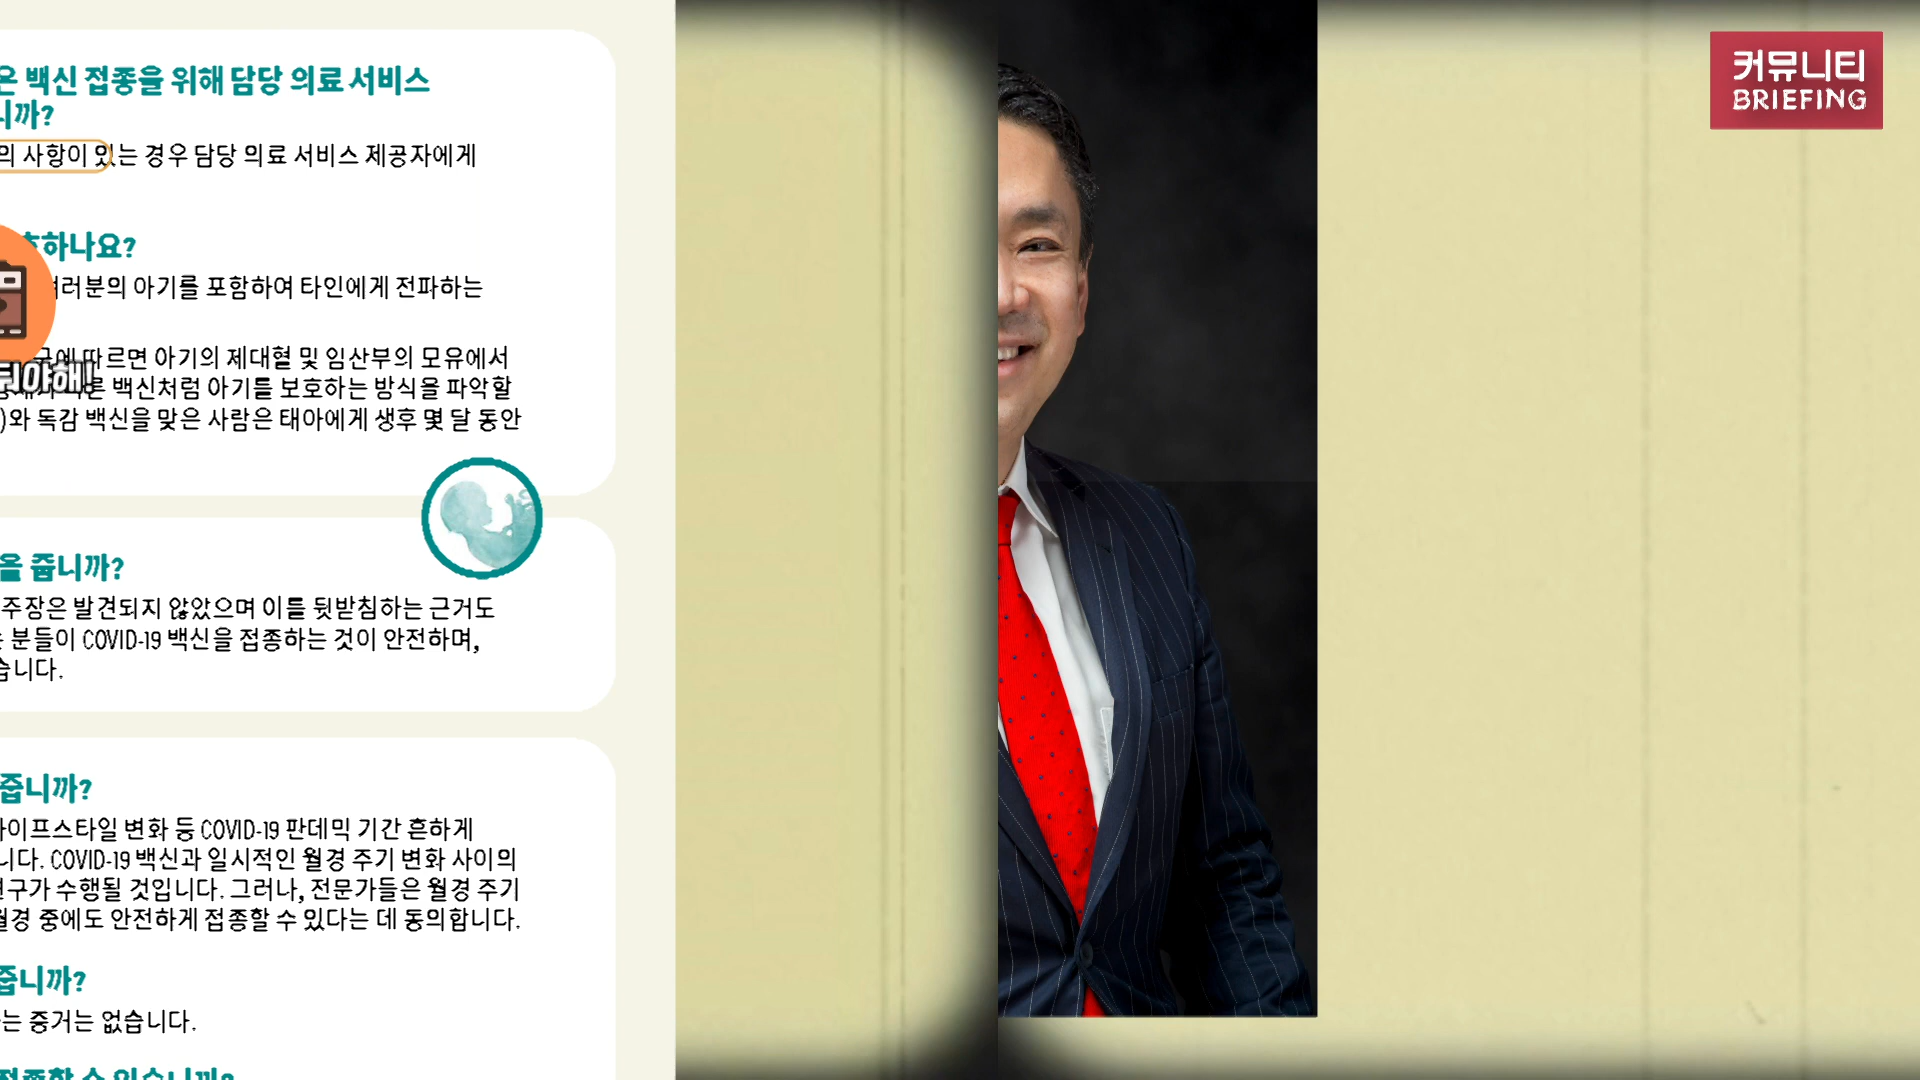 은 백신 접종을 위해 담당 의료 서비스
니까?
의 사항이 있는 경우 담당 의료 서비스 제공자에게
하나요?
여러분의 아기를 포함하여 타인에게 전파하는
따르면 아기의 제대혈 및 임산부의 모유에서
백신처럼 아기를 보호하는 방식을 파악할
)와 독감 백신을 맞은 사람은 태아에게 생후 몇 달 동안
을 줍니까?
주장은 발견되지 않았으며 이를 뒷받침하는 근거도
분들이 COVID-19 백신을 접종하는 것이 안전하며,
습니다.
줍니까?
라이프스타일 변화 등 COVID-19 판데믹 기간 흔하게
니다. COVID-19 백신과 일시적인 월경 주기 변화 사이의
연구가 수행될 것입니다. 그러나, 전문가들은 월경 주기
월경 중에도 안전하게 접종할 수 있다는 데 동의합니다.
줍니까?
는 증거는 없습니다.
접종할 수 있습니까?
커뮤니티
BRIEFING